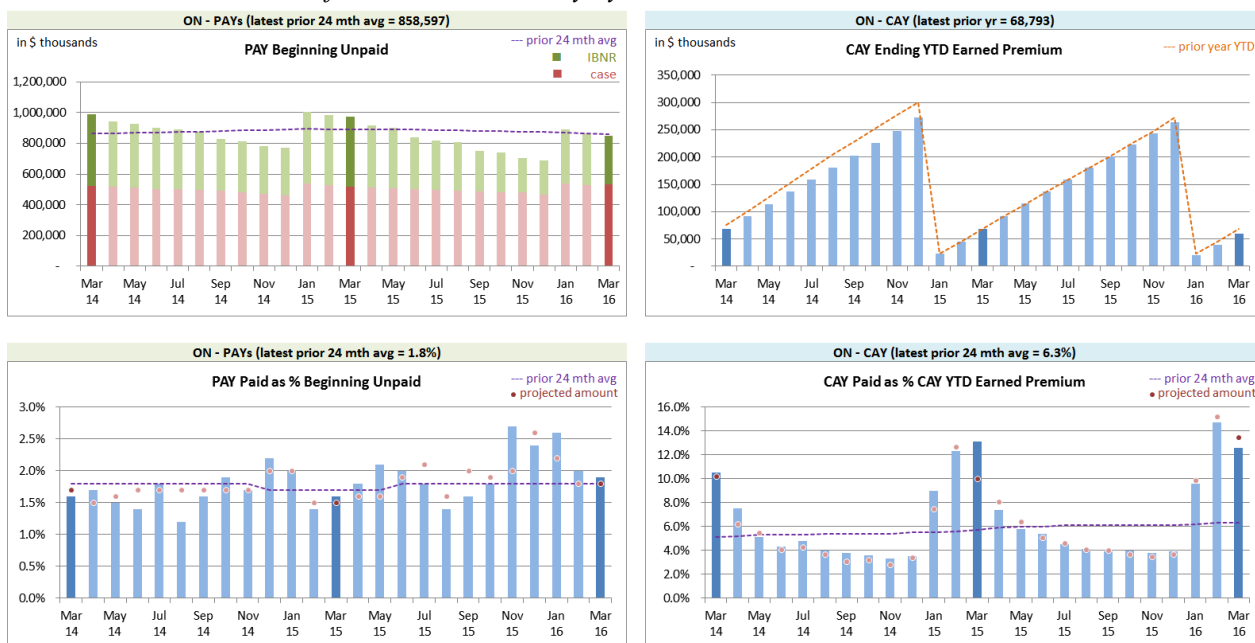 ON - PAYs (latest prior 24 mth avg = 858,597)
in $ thousands
PAY Beginning Unpaid
--- prior 24 mth avg
IBNR
case
1,200,000
1,000,000
800,000
600,000
400,000
200,000
-
Mar May Jul Sep Nov Jan Mar May Jul Sep Nov Jan Mar
14 14 14 14 14 15 15 15 15 15 15 16 16
ON - CAY (latest prior yr = 68,793)
in $ thousands
CAY Ending YTD Earned Premium
--- prior year YTD
350,000
300,000
250,000
200,000
150,000
100,000
50,000
-
Mar May Jul Sep Nov Jan Mar May Jul Sep Nov Jan Mar
14 14 14 14 14 15 15 15 15 15 15 16 16
ON - PAYs (latest prior 24 mth avg = 1.8%)
PAY Paid as % Beginning Unpaid
--- prior 24 mth avg
projected amount
3.0%
2.5%
2.0%
1.5%
1.0%
0.5%
0.0%
Mar May Jul Sep Nov Jan Mar May Jul Sep Nov Jan Mar
14 14 14 14 14 15 15 15 15 15 15 16 16
ON - CAY (latest prior 24 mth avg = 6.3%)
CAY Paid as % CAY YTD Earned Premium
--- prior 24 mth avg
projected amount
16.0%
14.0%
12.0%
10.0%
8.0%
6.0%
4.0%
2.0%
0.0%
Mar May Jul Sep Nov Jan Mar May Jul Sep Nov Jan Mar
14 14 14 14 14 15 15 15 15 15 15 16 16